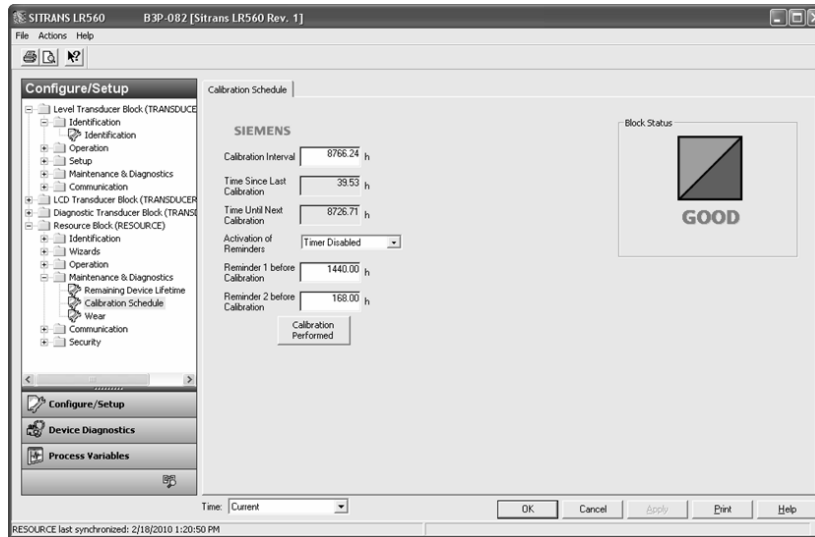 SITRANS LR560 B3P-082 [Sitrans LR560 Rev. 1]
File Actions Help
Configure/Setup
Level Transducer Block (TRANSDUCE
Identification
Identification
Operation
Setup
Maintenance & Diagnostics
Communication
LCD Transducer Block (TRANSDUCER
Diagnostic Transducer Block (TRANSI
Resource Block (RESOURCE)
Identification
Wizards
Operation
Maintenance & Diagnostics
Remaining Device Lifetime
Calibration Schedule
Wear
Communication
Security
Configure/Setup
Device Diagnostics
Process Variables
Calibration Schedule
SIEMENS
Calibration Interval 8766.24 h
Time Since Last
Calibration 39.53 h
Time Until Next
Calibration 8726.71 h
Activation of
Reminders Timer Disabled
Reminder 1 before
Calibration 1440.00 h
Reminder 2 before
Calibration 168.00 h
Calibration
Performed
Block Status
GOOD
Time: Current
OK Cancel Apply Print Help
RESOURCE last synchronized: 2/18/2010 1:20:50 PM